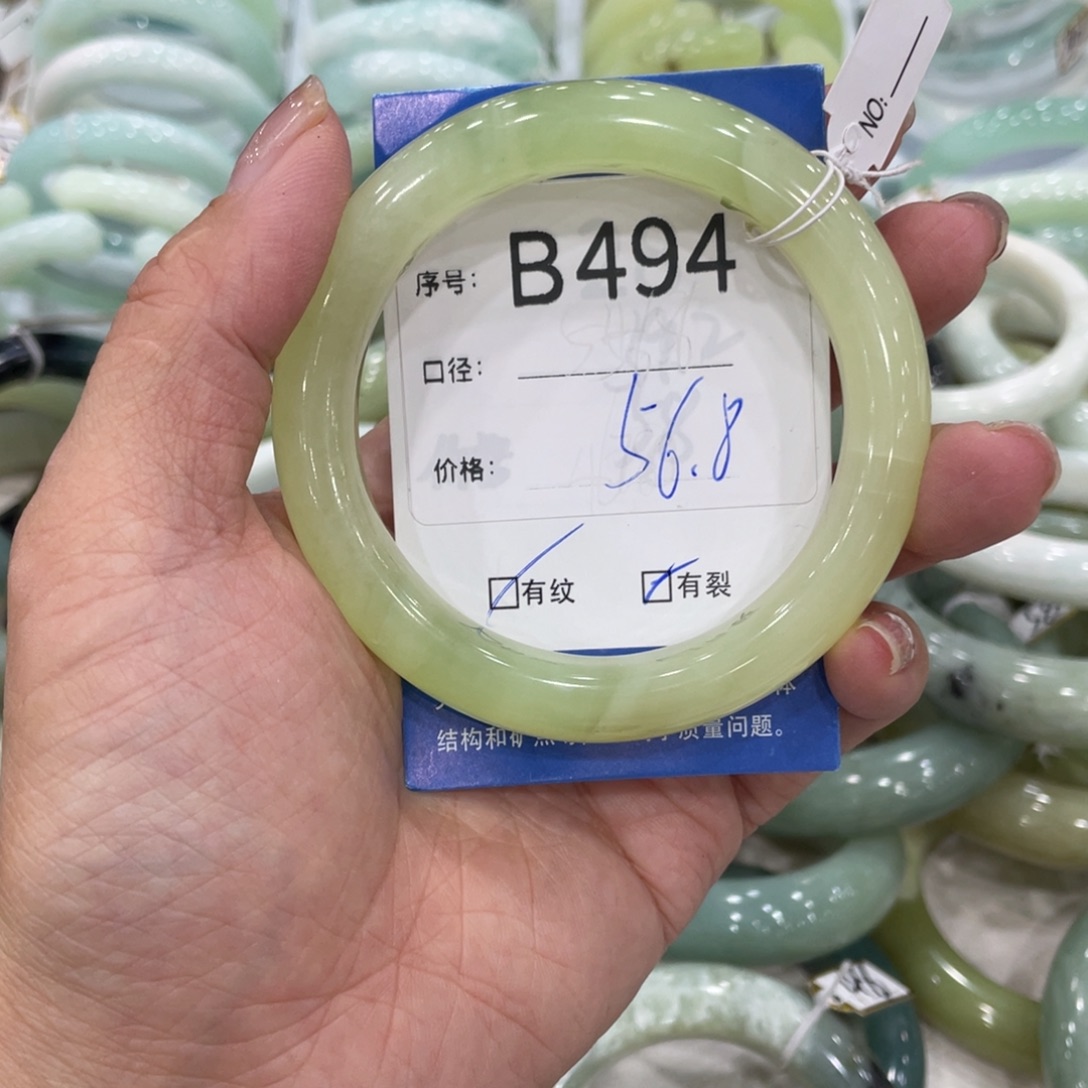 NO:
序号: B494
口径:
56.8
价格:
有纹 有裂
结构和矿
质量问题。